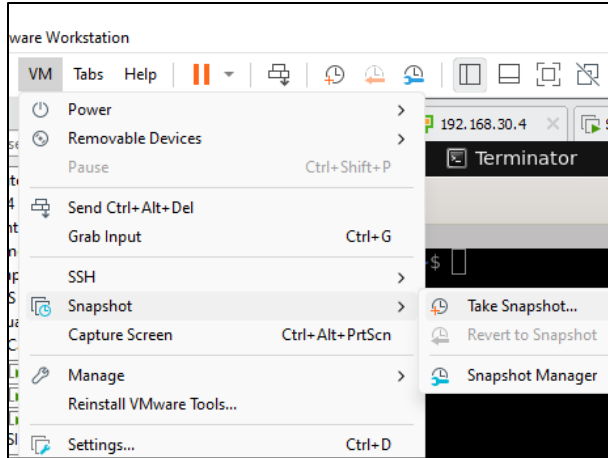 ware Workstation
VM Tabs Help
192.168.30.4
Power
Removable Devices
Terminator
Pause Ctrl+Shift+P
Send Ctrl+Alt+Del
Grab Input Ctrl+G
~$
SSH
Snapshot Take Snapshot...
Capture Screen Ctrl+Alt+PrtScn Revert to Snapshot
Manage Snapshot Manager
Reinstall VMware Tools...
Settings... Ctrl+D